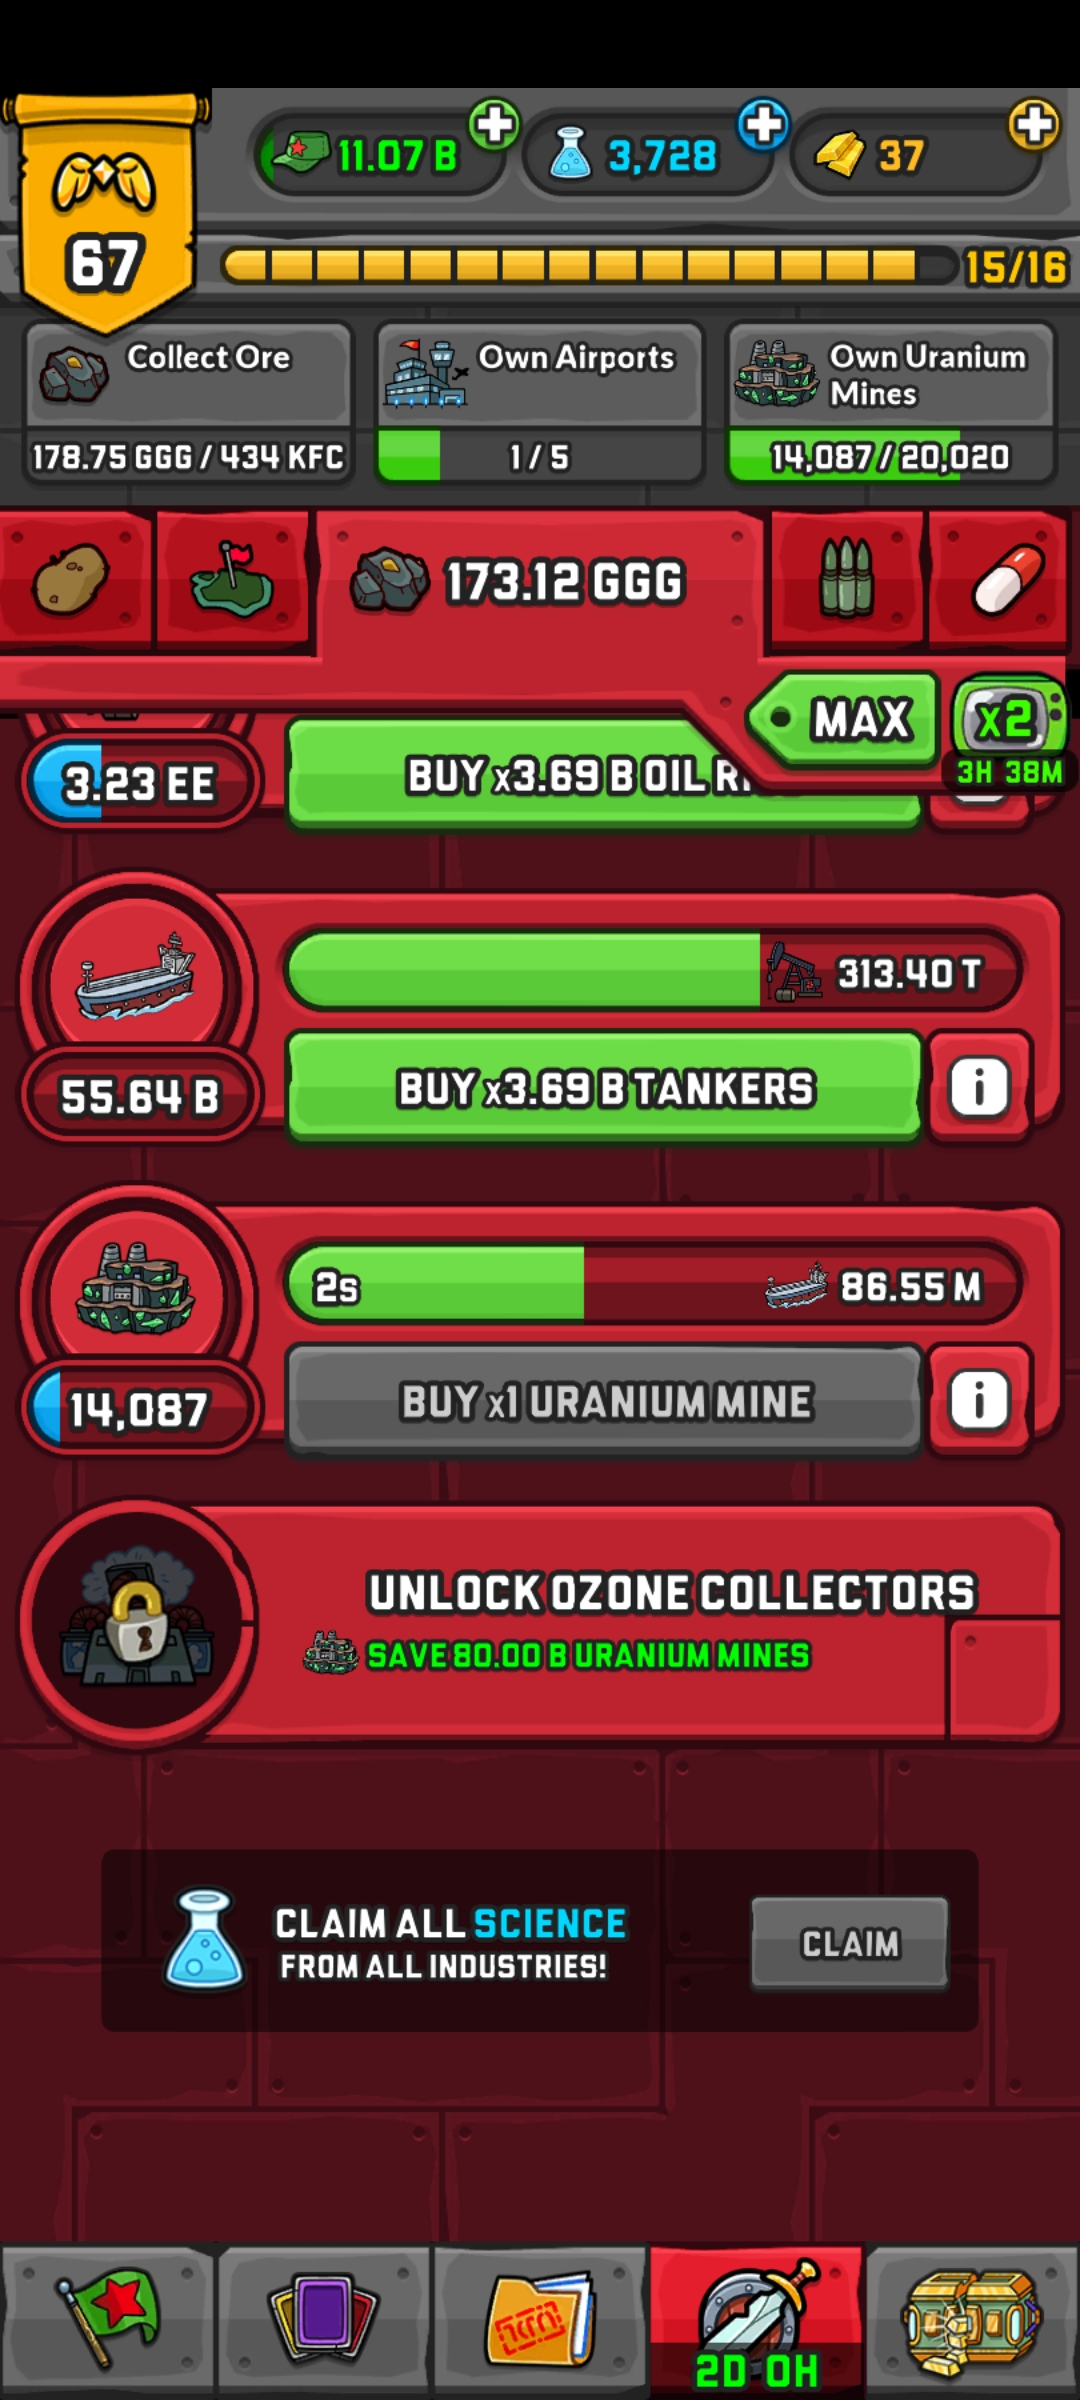 11.07 B
3,728
37
67
15/16
Collect Ore
178.75 GGG / 434 KFC
Own Airports
1 / 5
Own Uranium
Mines
14,087 / 20,020
173.12 GGG
MAX
x2
3H 38M
3.23 EE
BUY x3.69 B OIL
313.40 T
55.64 B
BUY x3.69 B TANKERS
i
2s
86.55 M
14,087
BUY x1 URANIUM MINE
i
UNLOCK OZONE COLLECTORS
SAVE 80.00 B URANIUM MINES
CLAIM ALL SCIENCE
FROM ALL INDUSTRIES!
CLAIM
2D 0H